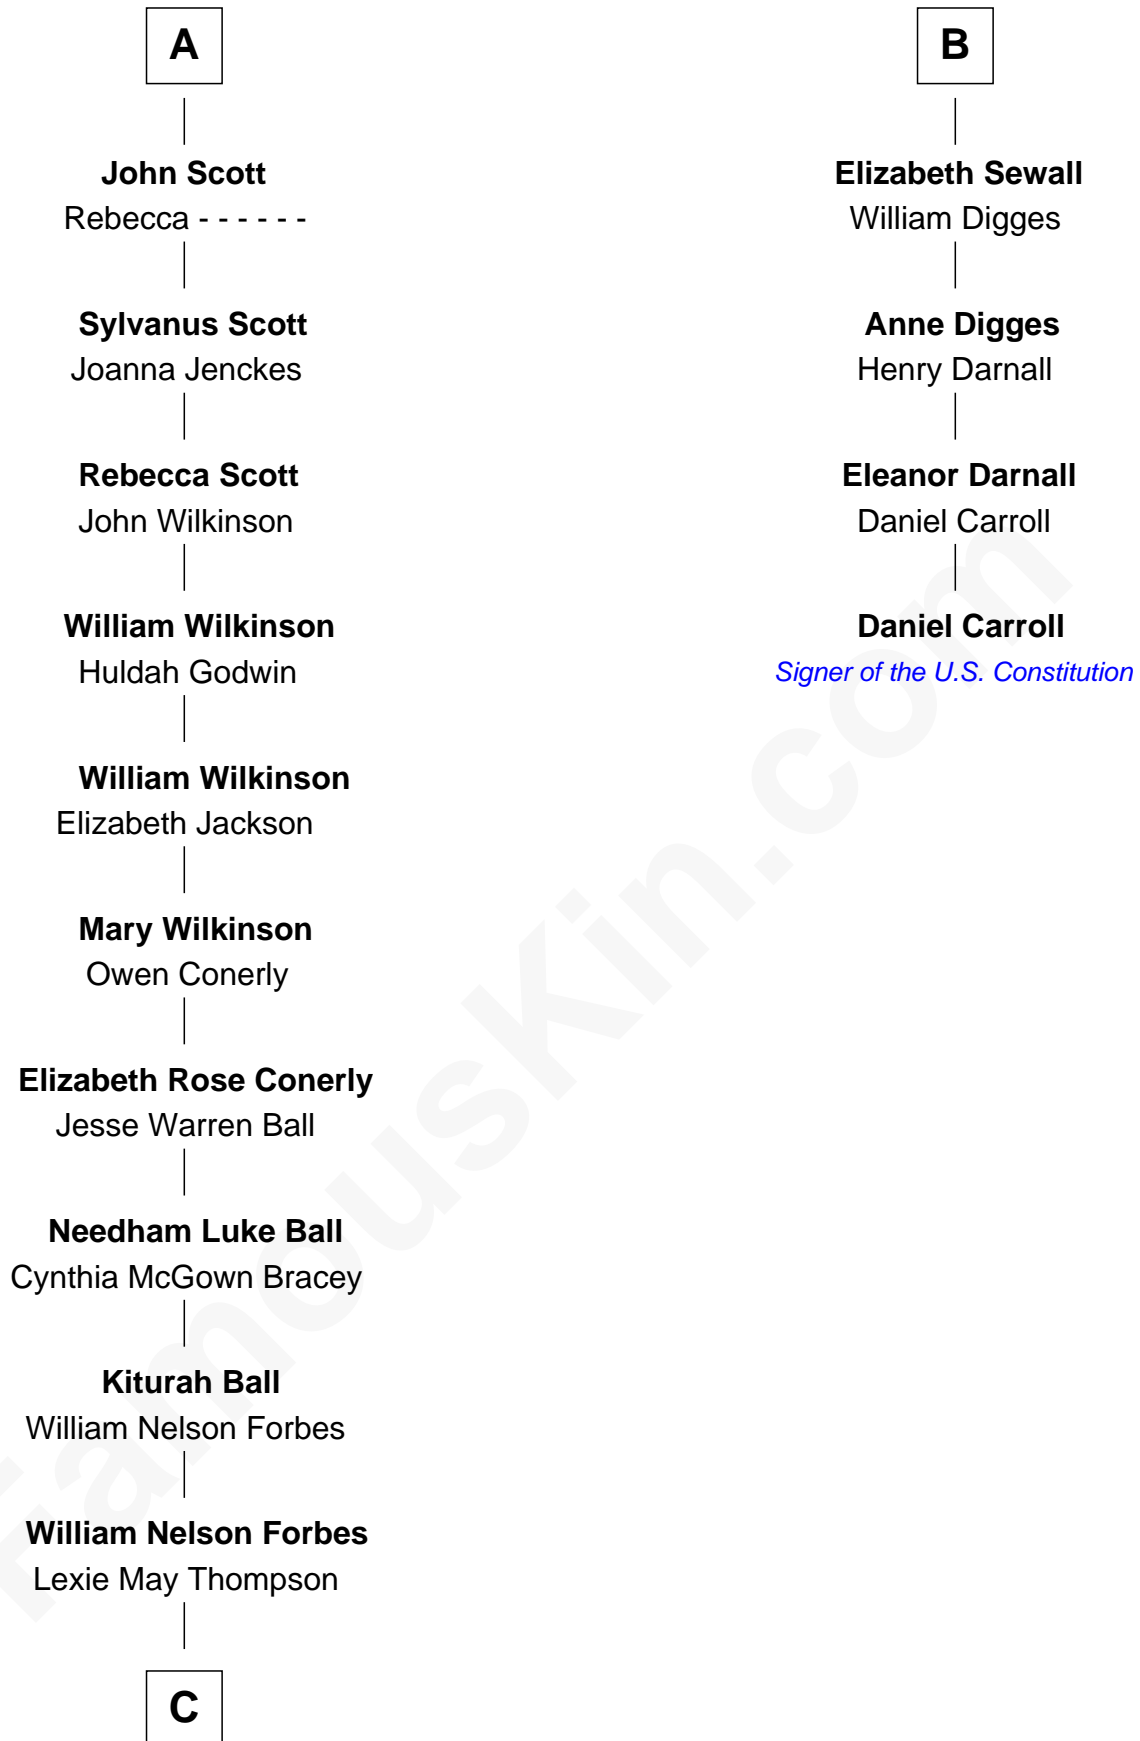 A
John Scott
Rebecca - - - - - -
Sylvanus Scott
Joanna Jenckes
Rebecca Scott
John Wilkinson
William Wilkinson
Huldah Godwin
William Wilkinson
Elizabeth Jackson
Mary Wilkinson
Owen Conerly
Elizabeth Rose Conerly
Jesse Warren Ball
Needham Luke Ball
Cynthia McGown Bracey
Kiturah Ball
William Nelson Forbes
William Nelson Forbes
Lexie May Thompson
C
B
Elizabeth Sewall
William Digges
Anne Digges
Henry Darnall
Eleanor Darnall
Daniel Carroll
Daniel Carroll
Signer of the U.S. Constitution
FamousKin.com